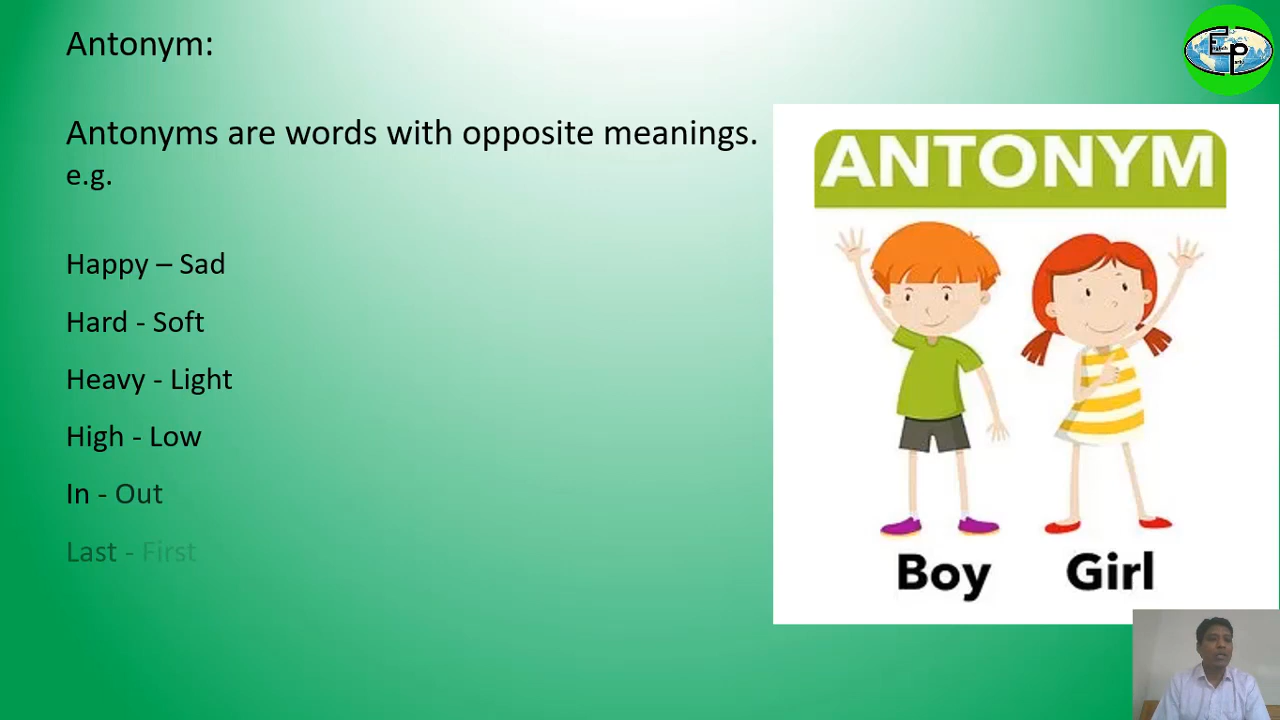 Antonym:
Antonyms are words with opposite meanings.
e.g.
Happy – Sad
Hard - Soft
Heavy - Light
High - Low
In - Out
Last - First
ANTONYM
Boy Girl
EP